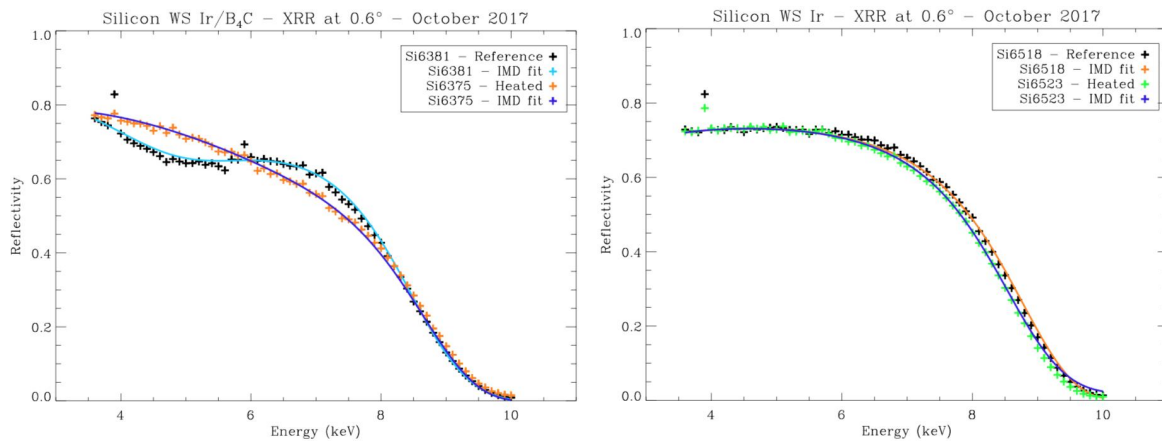 Silicon WS Ir/B₄C – XRR at 0.6° – October 2017
Si6381 – Reference
Si6381 – IMD fit
Si6375 – Heated
Si6375 – IMD fit
Reflectivity
1.0
0.8
0.6
0.4
0.2
0.0
4 6 8 10
Energy (keV)
Silicon WS Ir – XRR at 0.6° – October 2017
Si6518 – Reference
Si6518 – IMD fit
Si6523 – Heated
Si6523 – IMD fit
Reflectivity
1.0
0.8
0.6
0.4
0.2
0.0
4 6 8 10
Energy (keV)